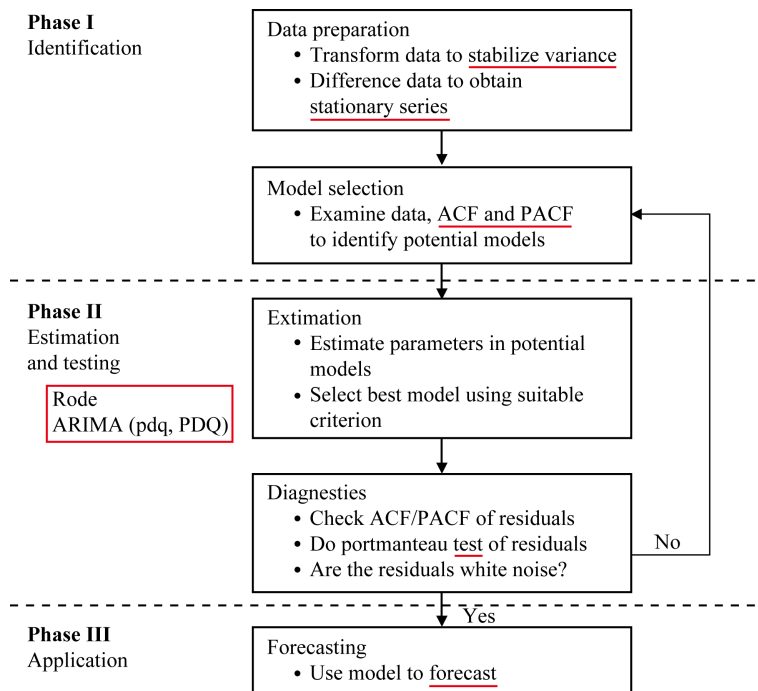 Phase I
Identification
Data preparation
• Transform data to stabilize variance
• Difference data to obtain
stationary series
Model selection
• Examine data, ACF and PACF
to identify potential models
Phase II
Estimation
and testing
Rode
ARIMA (pdq, PDQ)
Extimation
• Estimate parameters in potential
models
• Select best model using suitable
criterion
Diagnesties
• Check ACF/PACF of residuals
• Do portmanteau test of residuals
• Are the residuals white noise?
No
Yes
Phase III
Application
Forecasting
• Use model to forecast